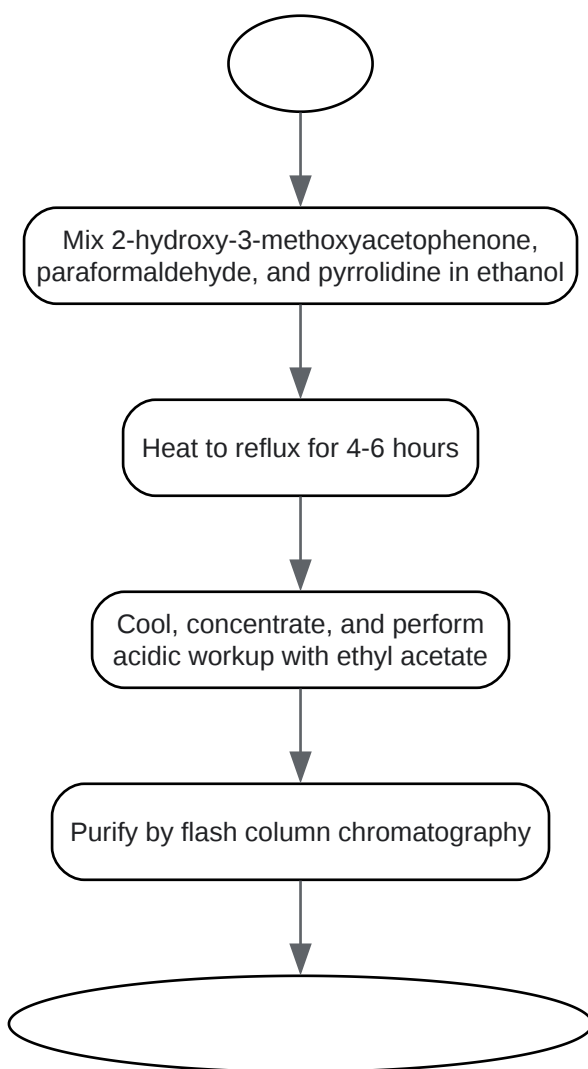 Mix 2-hydroxy-3-methoxyacetophenone,
paraformaldehyde, and pyrrolidine in ethanol
Heat to reflux for 4-6 hours
Cool, concentrate, and perform
acidic workup with ethyl acetate
Purify by flash column chromatography